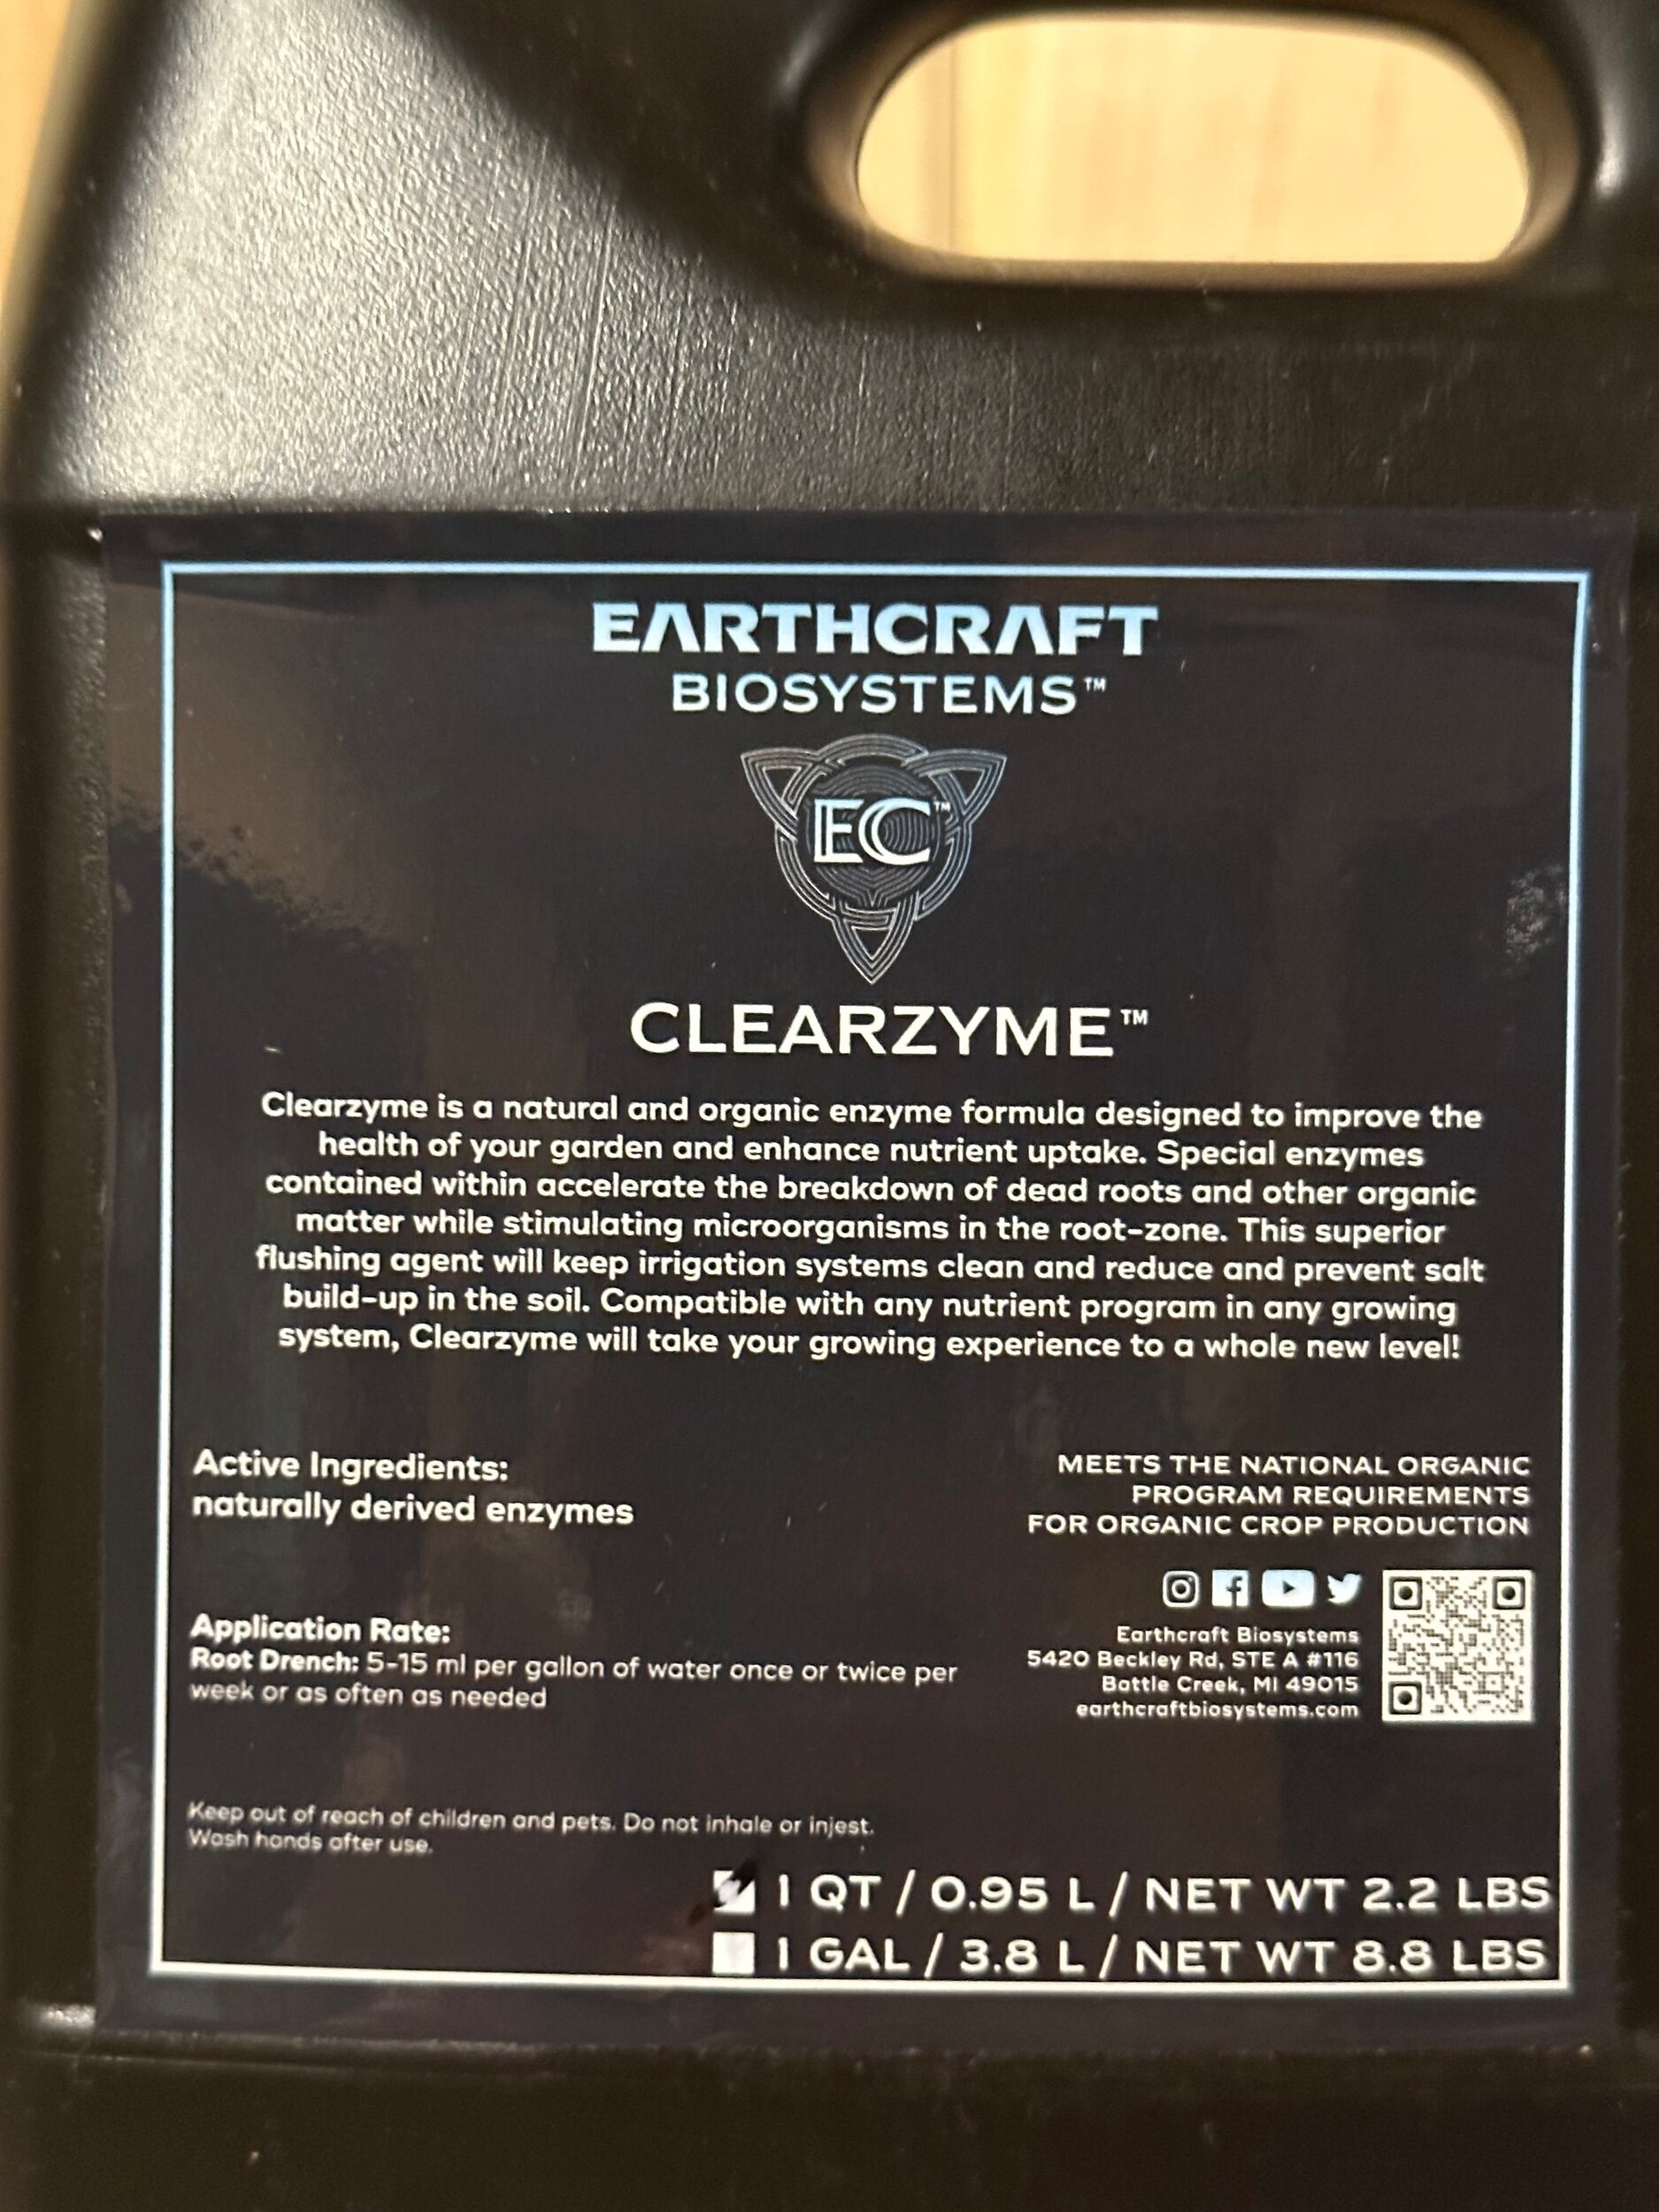 EARTHCRAFT
BIOSYSTEMS™
EC™
CLEARZYME™
Clearzyme is a natural and organic enzyme formula designed to improve the
health of your garden and enhance nutrient uptake. Special enzymes
contained within accelerate the breakdown of dead roots and other organic
matter while stimulating microorganisms in the root-zone. This superior
flushing agent will keep irrigation systems clean and reduce and prevent salt
build-up in the soil. Compatible with any nutrient program in any growing
system, Clearzyme will take your growing experience to a whole new level!
Active Ingredients:
naturally derived enzymes
MEETS THE NATIONAL ORGANIC
PROGRAM REQUIREMENTS
FOR ORGANIC CROP PRODUCTION
Application Rate:
Root Drench: 5-15 ml per gallon of water once or twice per
week or as often as needed
Earthcraft Biosystems
5420 Beckley Rd, STE A #116
Battle Creek, MI 49015
earthcraftbiosystems.com
Keep out of reach of children and pets. Do not inhale or injest.
Wash hands after use.
1 QT / 0.95 L / NET WT 2.2 LBS
1 GAL / 3.8 L / NET WT 8.8 LBS